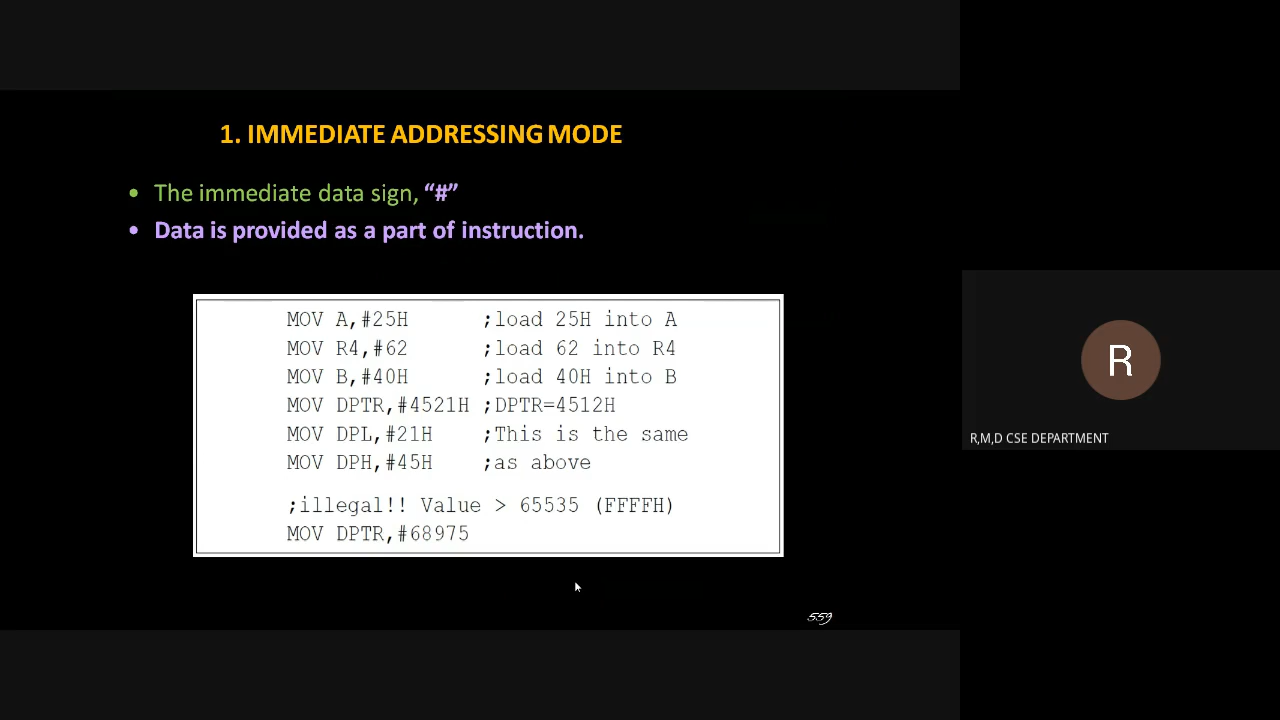 1. IMMEDIATE ADDRESSING MODE
• The immediate data sign, “#”
• Data is provided as a part of instruction.
MOV A,#25H ;load 25H into A
MOV R4,#62 ;load 62 into R4
MOV B,#40H ;load 40H into B
MOV DPTR,#4521H ;DPTR=4512H
MOV DPL,#21H ;This is the same
MOV DPH,#45H ;as above
;illegal!! Value > 65535 (FFFFH)
MOV DPTR,#68975
559
R
R,M,D CSE DEPARTMENT